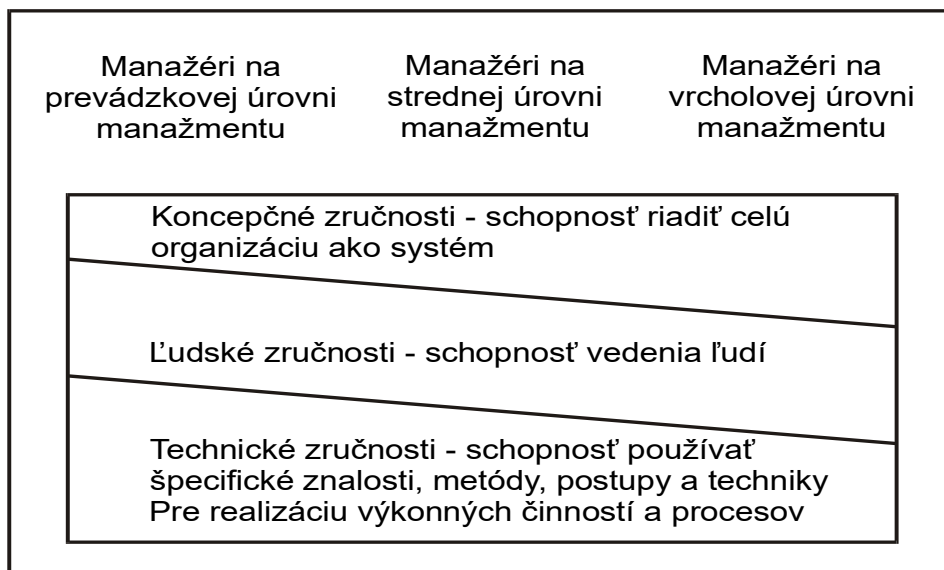 Manažéri na
prevádzkovej úrovni
manažmentu
Manažéri na
strednej úrovni
manažmentu
Manažéri na
vrcholovej úrovni
manažmentu
Koncepčné zručnosti - schopnosť riadiť celú
organizáciu ako systém
Ľudské zručnosti - schopnosť vedenia ľudí
Technické zručnosti - schopnosť používať
špecifické znalosti, metódy, postupy a techniky
Pre realizáciu výkonných činností a procesov